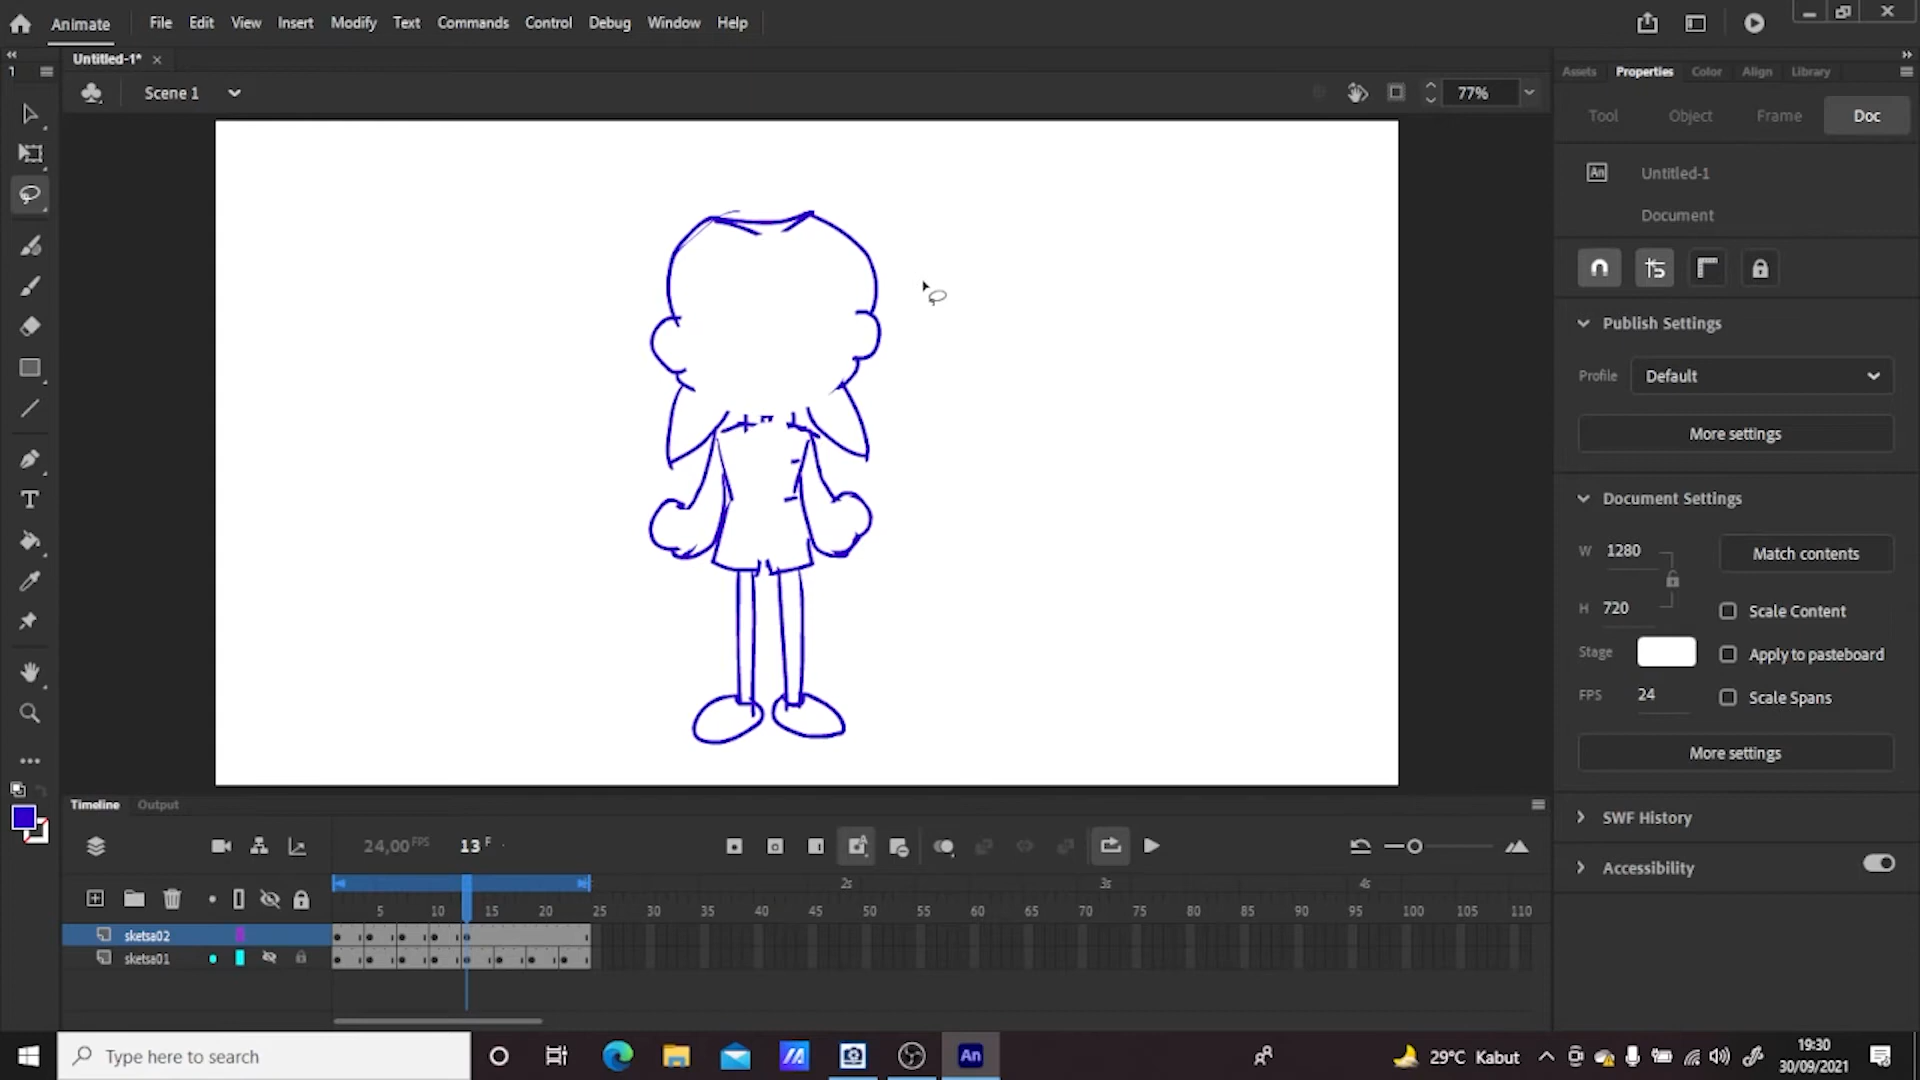 Animate File Edit View Insert Modify Text Commands Control Debug Window Help
Untitled-1*
Scene 1
77%
Assets Properties Color Align Library
Tool Object Frame Doc
An Untitled-1
Document
Publish Settings
Profile Default
More settings
Document Settings
W 1280 Match contents
H 720 Scale Content
Stage Apply to pasteboard
FPS 24 Scale Spans
More settings
SWF History
Accessibility
Timeline Output
24,00 FPS 13 F
2s 3s 4s
5 10 15 20 25 30 35 40 45 50 55 60 65 70 75 80 85 90 95 100 105 110
sketsa02
sketsa01
Type here to search
An
29°C Kabut
19:30
30/09/2021